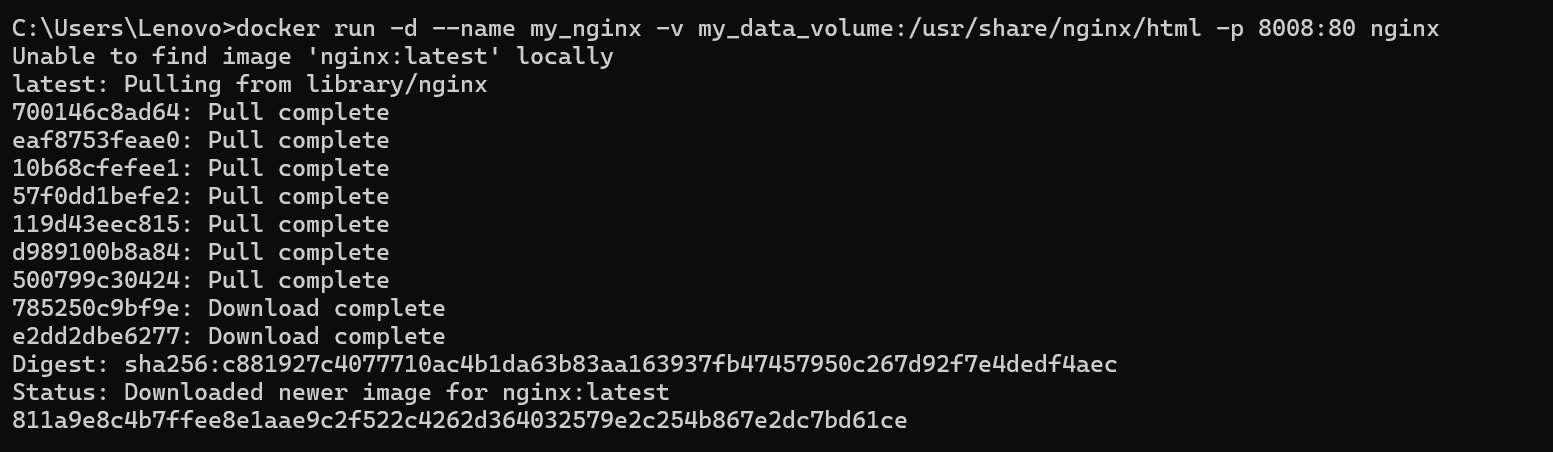 C:\Users\Lenovo>docker run -d --name my_nginx -v my_data_volume:/usr/share/nginx/html -p 8008:80 nginx
Unable to find image 'nginx:latest' locally
latest: Pulling from library/nginx
700146c8ad64: Pull complete
eaf8753feae0: Pull complete
10b68cfefee1: Pull complete
57f0dd1befe2: Pull complete
119d43eec815: Pull complete
d989100b8a84: Pull complete
500799c30424: Pull complete
785250c9bf9e: Download complete
e2dd2dbe6277: Download complete
Digest: sha256:c881927c4077710ac4b1da63b83aa163937fb47457950c267d92f7e4dedf4aec
Status: Downloaded newer image for nginx:latest
811a9e8c4b7ffee8e1aae9c2f522c4262d364032579e2c254b867e2dc7bd61ce